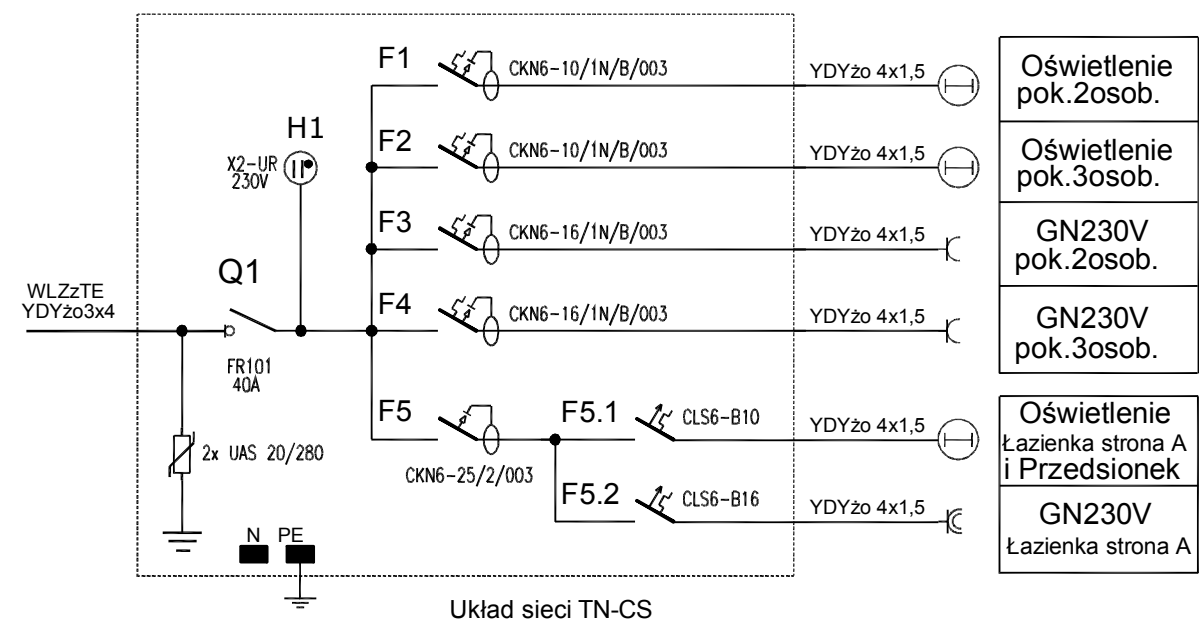 F1
CKN6-10/1N/B/003
YDYżo 4x1,5
Oświetlenie
pok.2osob.
H1
X2-UR
230V
F2
CKN6-10/1N/B/003
YDYżo 4x1,5
Oświetlenie
pok.3osob.
F3
CKN6-16/1N/B/003
YDYżo 4x1,5
GN230V
pok.2osob.
WLZzTE
YDYżo3x4
Q1
FR101
40A
F4
CKN6-16/1N/B/003
YDYżo 4x1,5
GN230V
pok.3osob.
2x UAS 20/280
F5
CKN6-25/2/003
F5.1
CLS6-B10
YDYżo 4x1,5
Oświetlenie
Łazienka strona A
i Przedsionek
F5.2
CLS6-B16
YDYżo 4x1,5
GN230V
Łazienka strona A
N PE
Układ sieci TN-CS